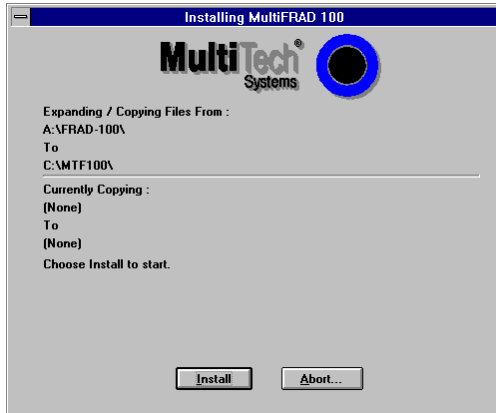 Installing MultiFRAD 100
MultiTech®
Systems
Expanding / Copying Files From :
A:\FRAD-100\
To
C:\MTF100\
Currently Copying :
(None)
To
(None)
Choose Install to start.
Install
Abort...